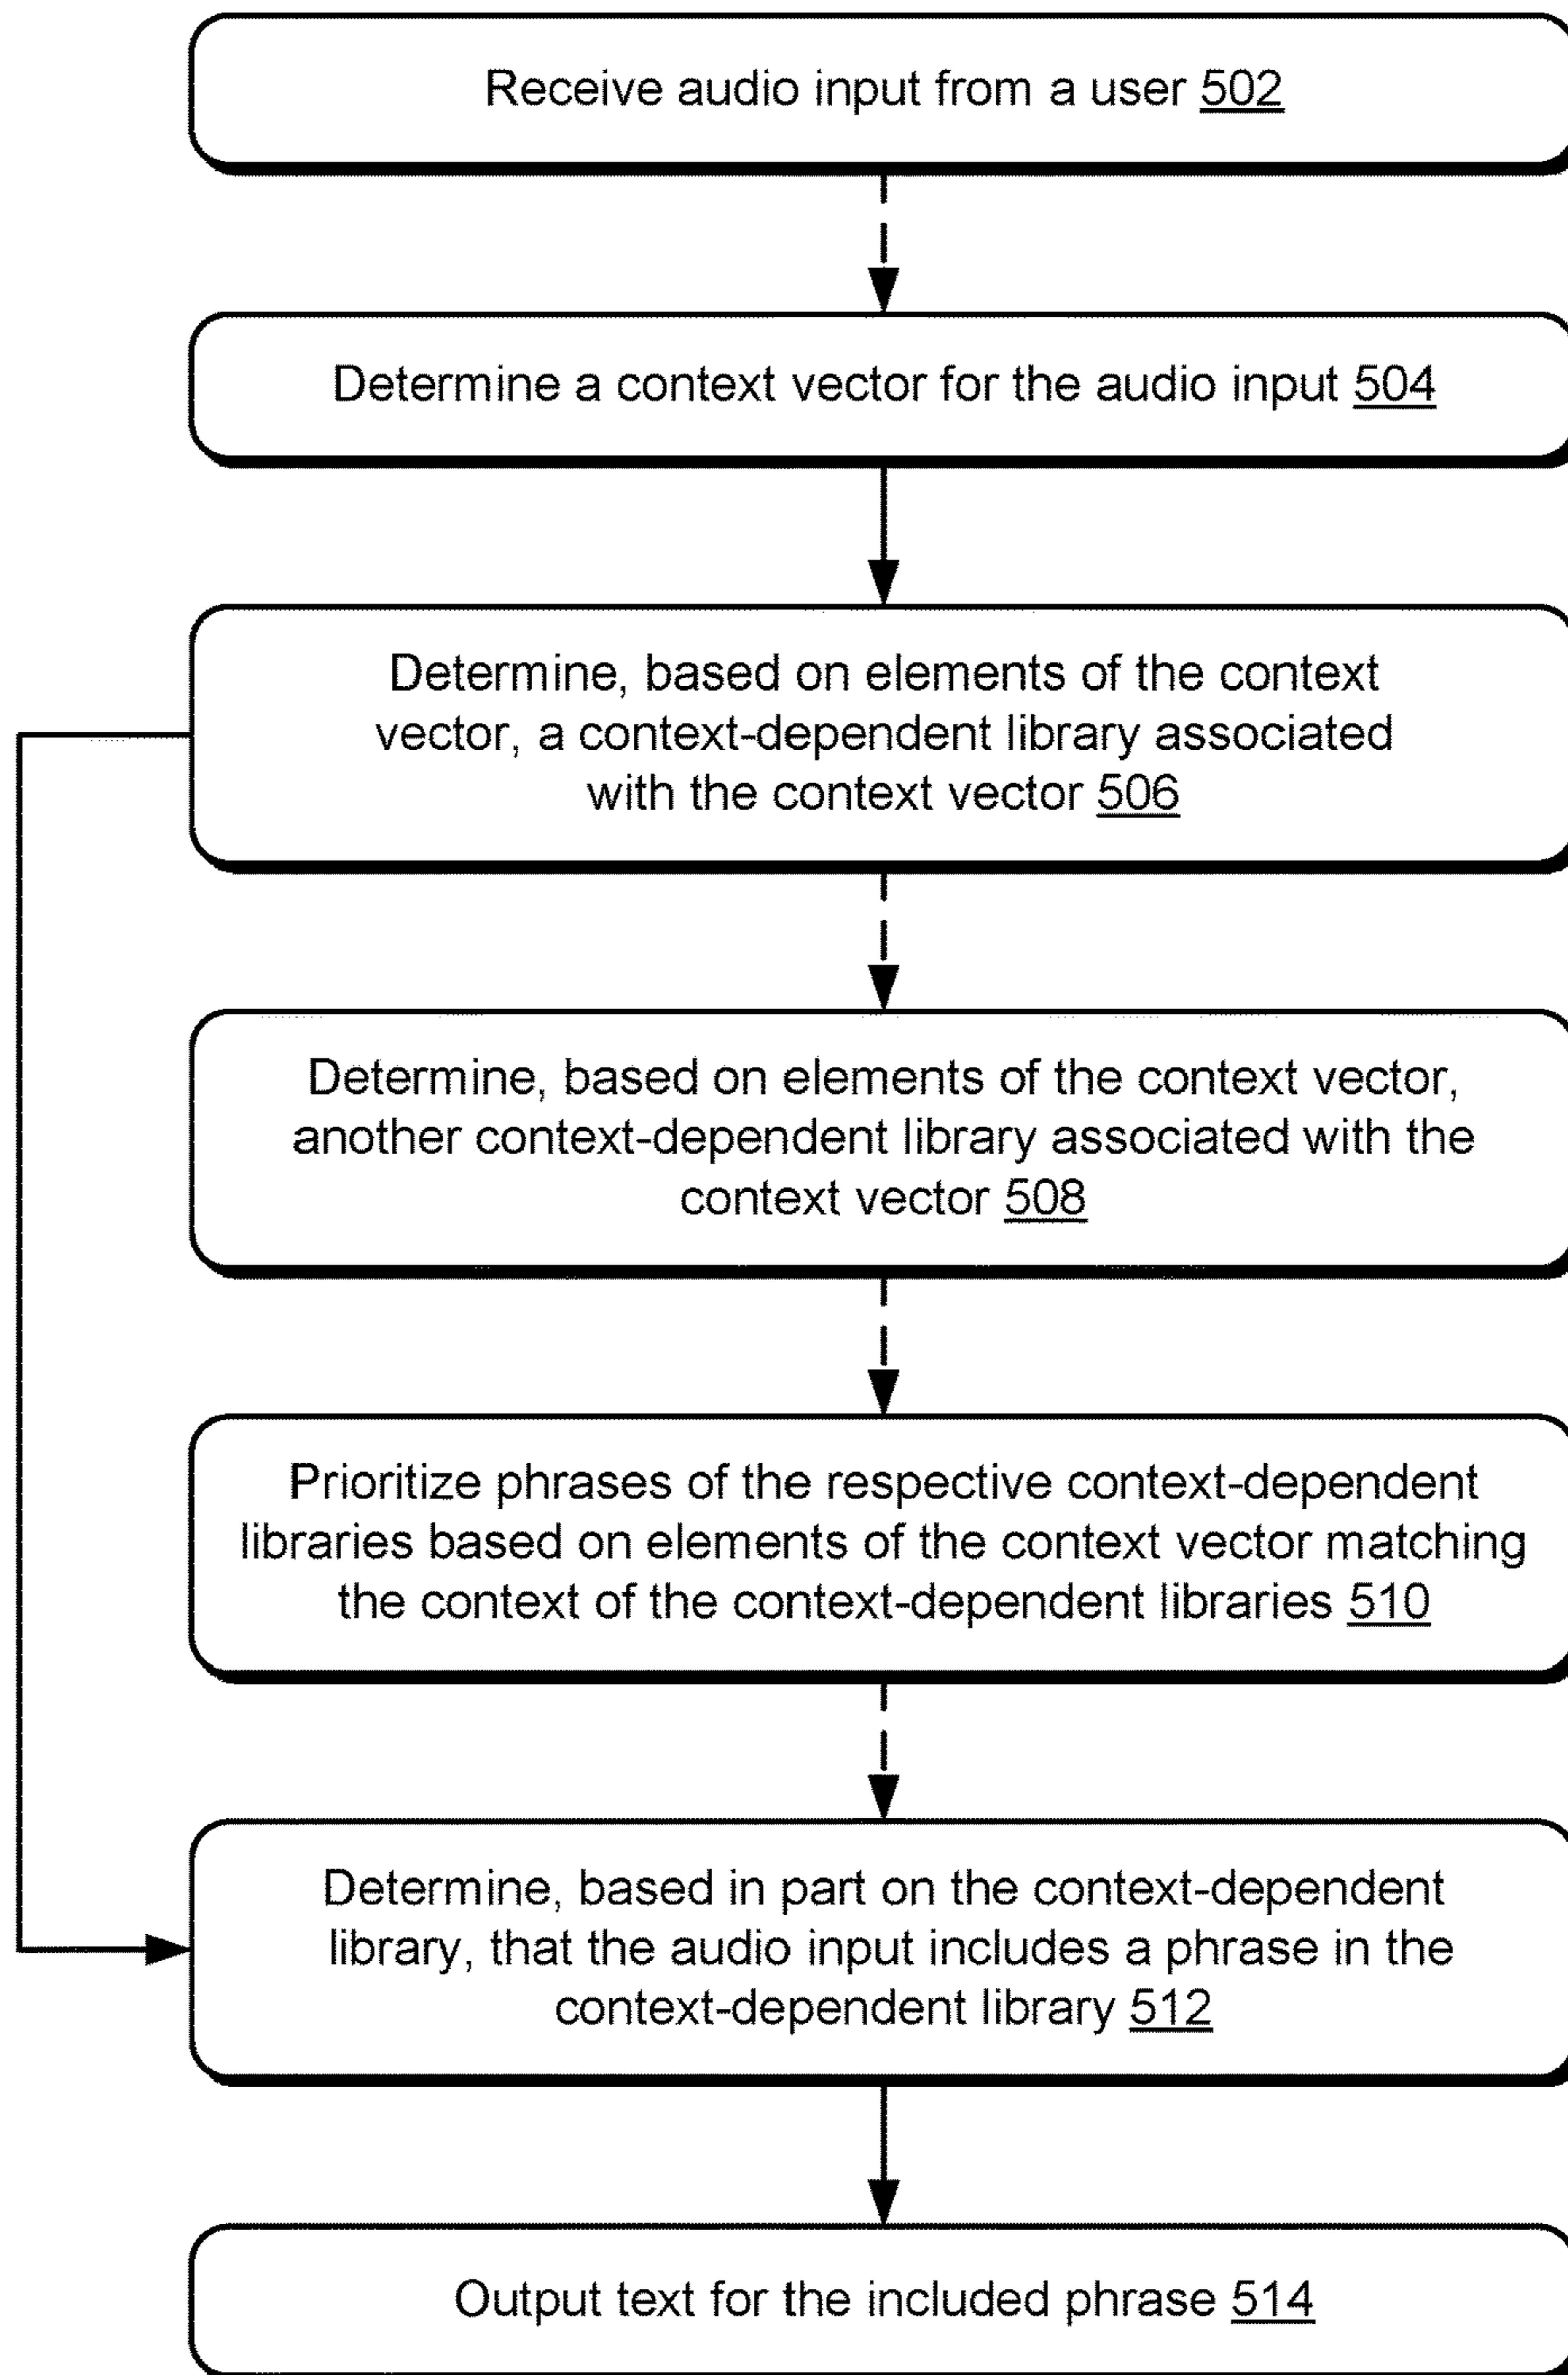 Receive audio input from a user 502
Determine a context vector for the audio input 504
Determine, based on elements of the context
vector, a context-dependent library associated
with the context vector 506
Determine, based on elements of the context vector,
another context-dependent library associated with the
context vector 508
Prioritize phrases of the respective context-dependent
libraries based on elements of the context vector matching
the context of the context-dependent libraries 510
Determine, based in part on the context-dependent
library, that the audio input includes a phrase in the
context-dependent library 512
Output text for the included phrase 514